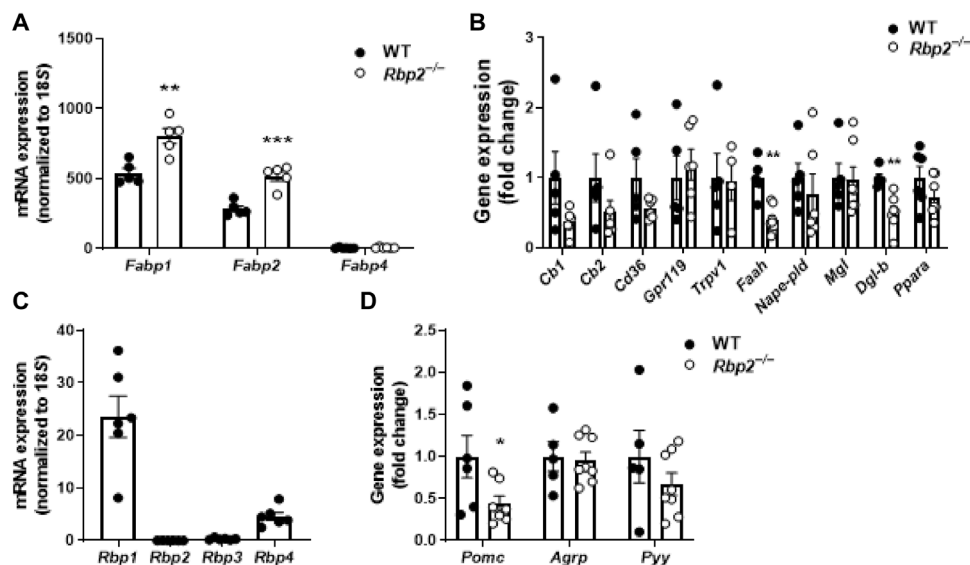 A
mRNA expression
(normalized to 18S)
1500
1000
500
0
WT
Rbp2−/−
**
***
Fabp1 Fabp2 Fabp4
B
Gene expression
(fold change)
3
2
1
0
WT
Rbp2−/−
**
**
Cb1 Cb2 Cd36 Gpr119 Trpv1 Faah Nape-pld Mgl Dgl-b Ppara
C
mRNA expression
(normalized to 18S)
40
30
20
10
0
Rbp1 Rbp2 Rbp3 Rbp4
D
Gene expression
(fold change)
2.5
2.0
1.5
1.0
0.5
0.0
WT
Rbp2−/−
*
Pomc Agrp Pyy